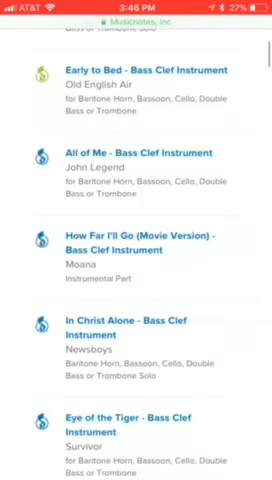 AT&T 3:46 PM 27%
Musicnotes, Inc
Bass or Trombone Solo
Early to Bed - Bass Clef Instrument
Old English Air
for Baritone Horn, Bassoon, Cello, Double
Bass or Trombone
All of Me - Bass Clef Instrument
John Legend
for Baritone Horn, Bassoon, Cello, Double
Bass or Trombone
How Far I'll Go (Movie Version) -
Bass Clef Instrument
Moana
Instrumental Part
In Christ Alone - Bass Clef
Instrument
Newsboys
Baritone Horn, Bassoon, Cello, Double
Bass or Trombone Solo
Eye of the Tiger - Bass Clef
Instrument
Survivor
for Baritone Horn, Bassoon, Cello, Double
Bass or Trombone